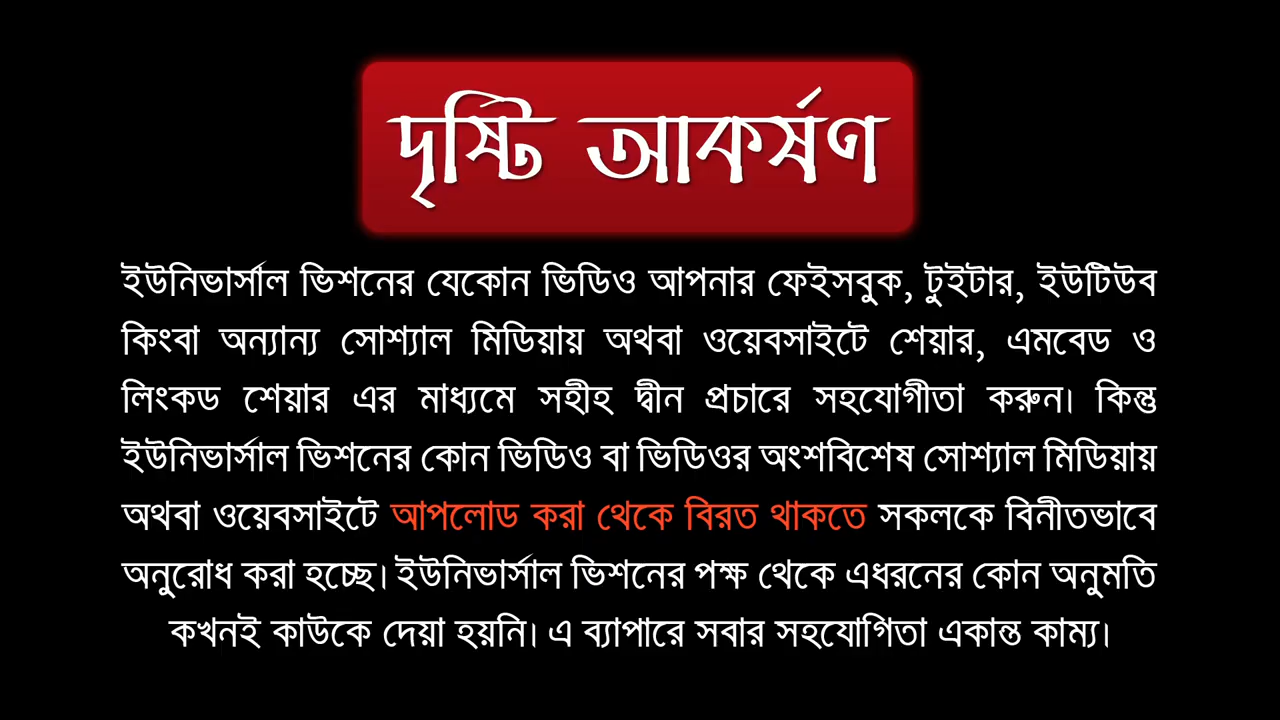 দৃষ্টি আকর্ষণ
ইউনিভার্সাল ভিশনের যেকোন ভিডিও আপনার ফেইসবুক, টুইটার, ইউটিউব
কিংবা অন্যান্য সোশ্যাল মিডিয়ায় অথবা ওয়েবসাইটে শেয়ার, এমবেড ও
লিংকড শেয়ার এর মাধ্যমে সহীহ দ্বীন প্রচারে সহযোগীতা করুন। কিন্তু
ইউনিভার্সাল ভিশনের কোন ভিডিও বা ভিডিওর অংশবিশেষ সোশ্যাল মিডিয়ায়
অথবা ওয়েবসাইটে আপলোড করা থেকে বিরত থাকতে সকলকে বিনীতভাবে
অনুরোধ করা হচ্ছে। ইউনিভার্সাল ভিশনের পক্ষ থেকে এধরনের কোন অনুমতি
কখনই কাউকে দেয়া হয়নি। এ ব্যাপারে সবার সহযোগিতা একান্ত কাম্য।